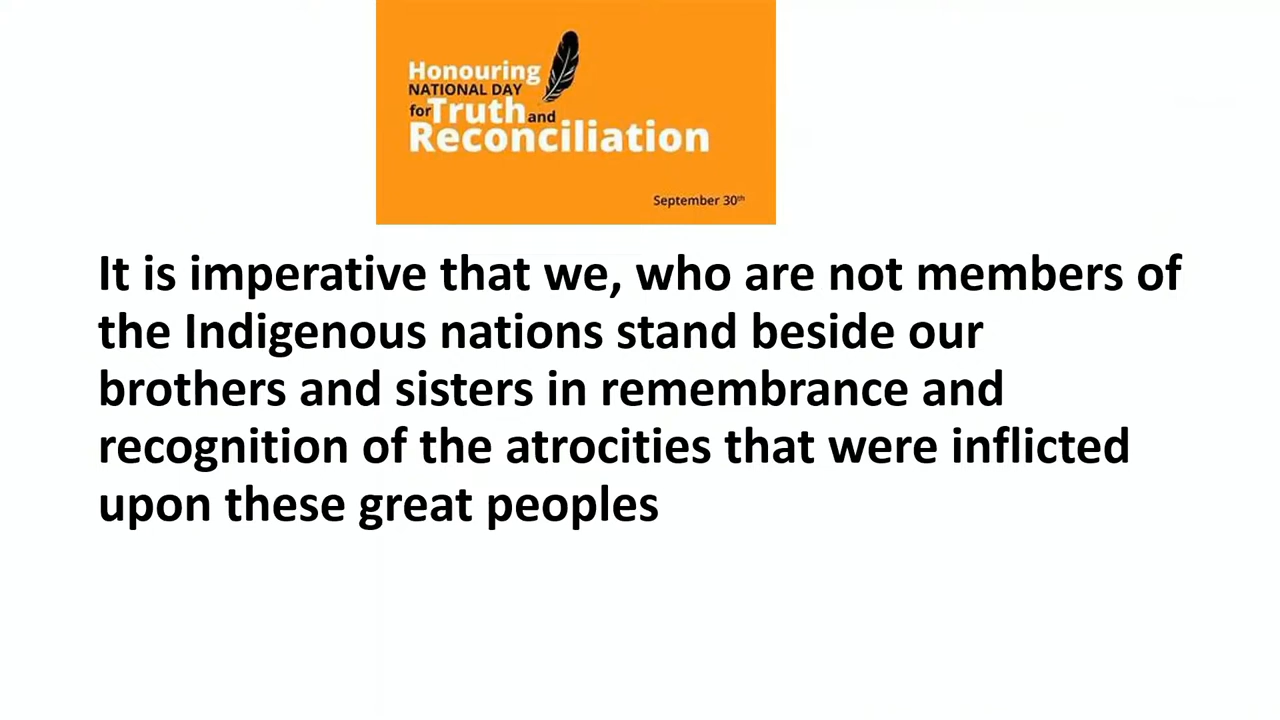 Honouring
NATIONAL DAY
for Truth and
Reconciliation
September 30th
It is imperative that we, who are not members of
the Indigenous nations stand beside our
brothers and sisters in remembrance and
recognition of the atrocities that were inflicted
upon these great peoples